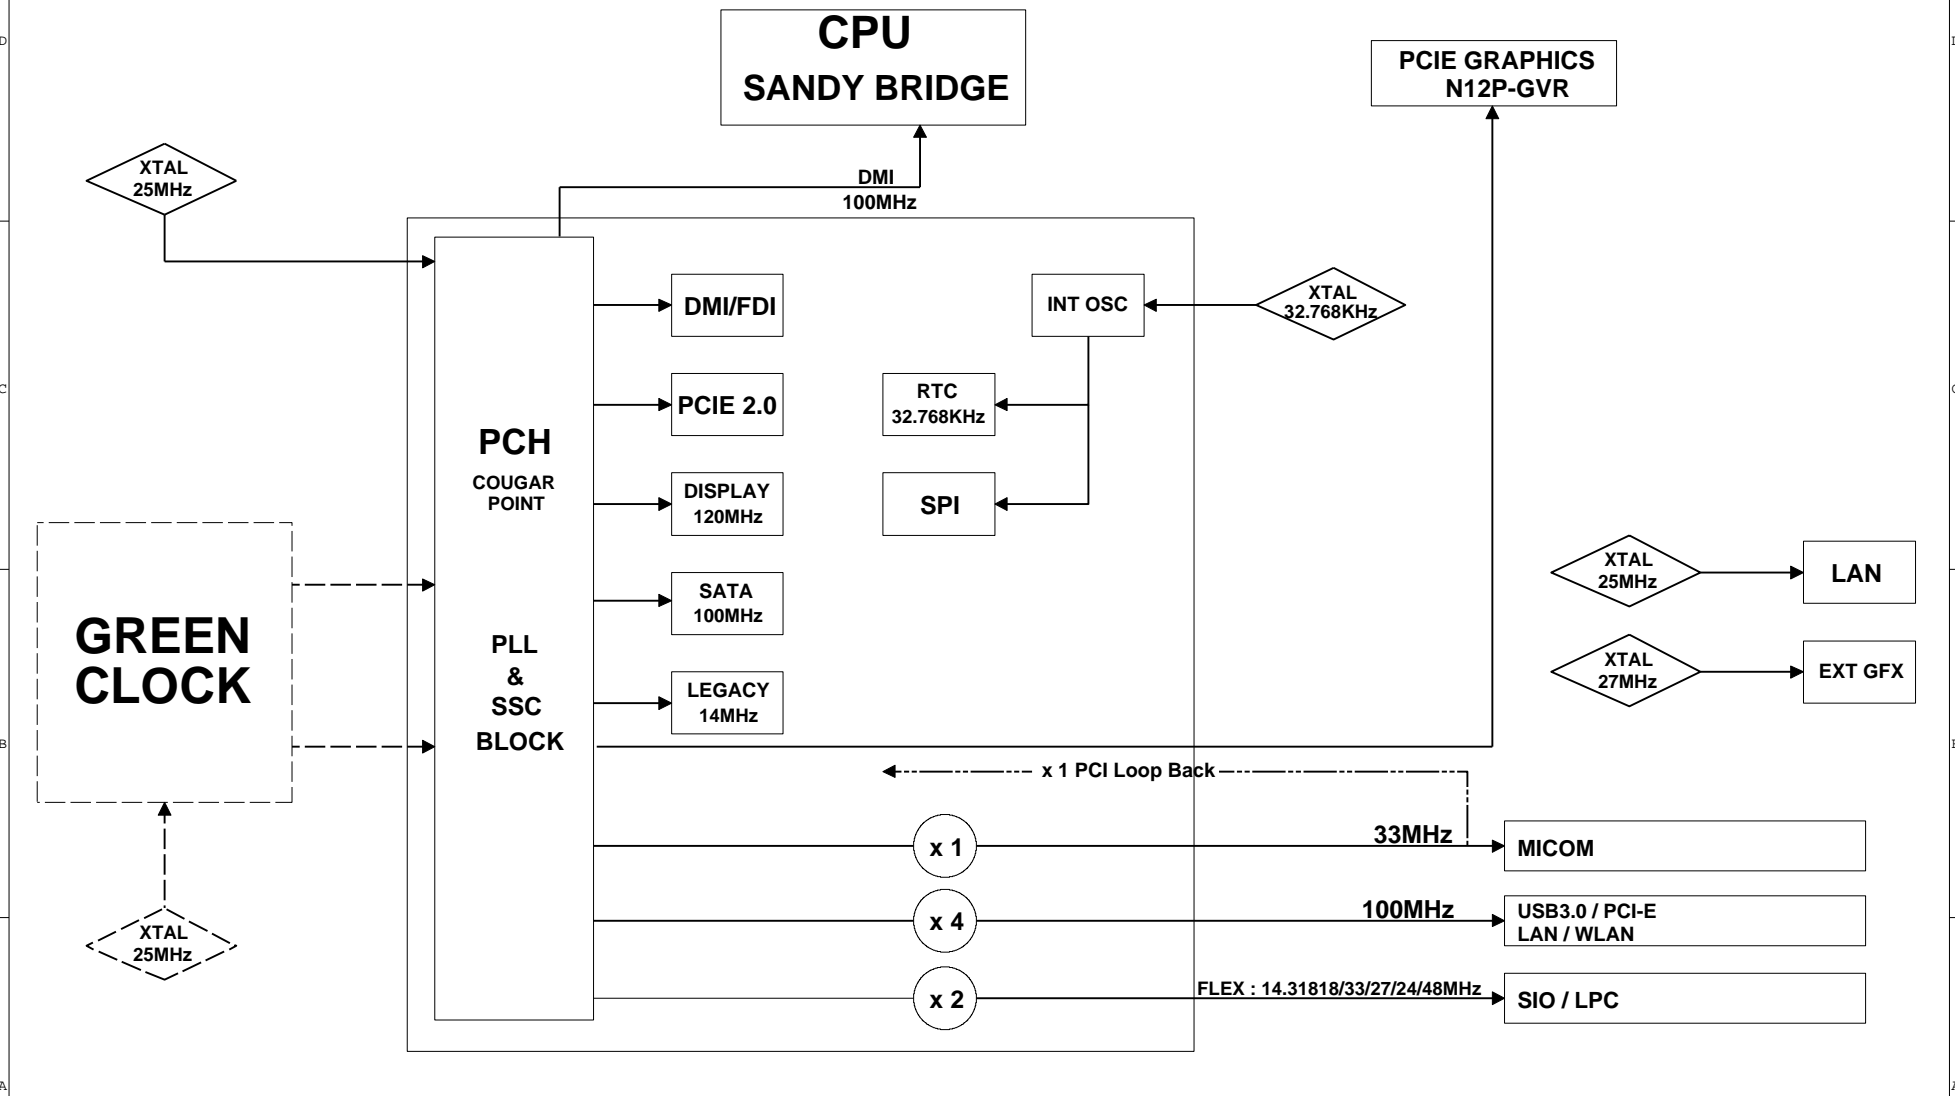 D
CPU
SANDY BRIDGE
PCIE GRAPHICS
N12P-GVR
XTAL
25MHz
DMI
100MHz
DMI/FDI
INT OSC
XTAL
32.768KHz
C
PCIE 2.0
RTC
32.768KHz
PCH
COUGAR
POINT
DISPLAY
120MHz
SPI
GREEN
CLOCK
SATA
100MHz
XTAL
25MHz
LAN
PLL
&
SSC
BLOCK
LEGACY
14MHz
XTAL
27MHz
EXT GFX
B
x 1 PCI Loop Back
x 1
33MHz
MICOM
x 4
100MHz
USB3.0 / PCI-E
LAN / WLAN
XTAL
25MHz
x 2
FLEX : 14.31818/33/27/24/48MHz
SIO / LPC
A